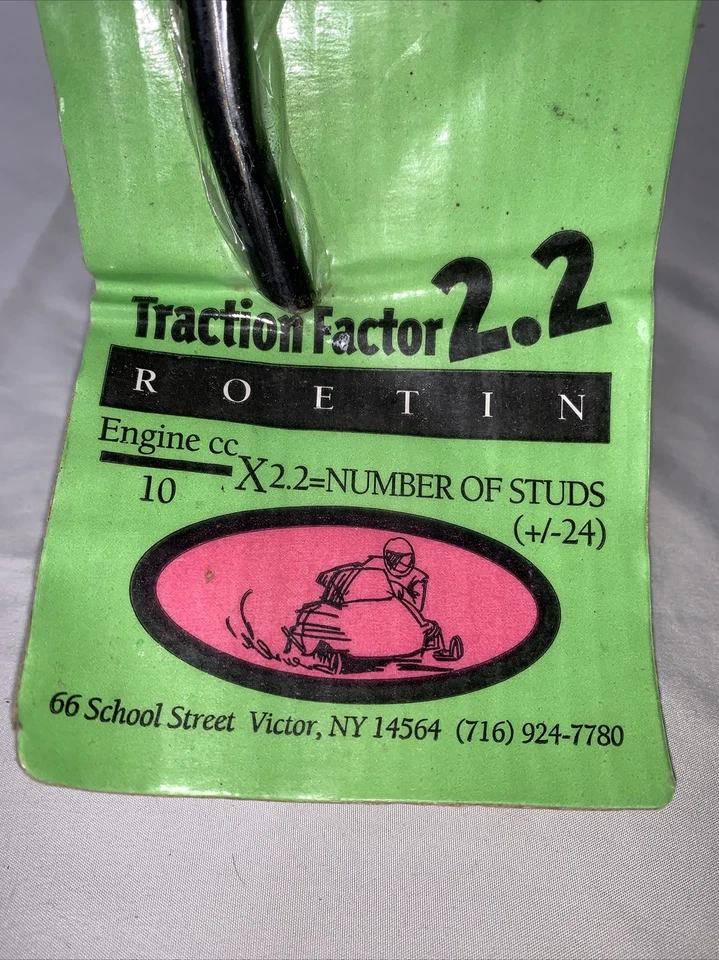 Traction Factor 2.2
ROETIN
Engine cc
10
X2.2=NUMBER OF STUDS
(+/-24)
66 School Street Victor, NY 14564 (716) 924-7780